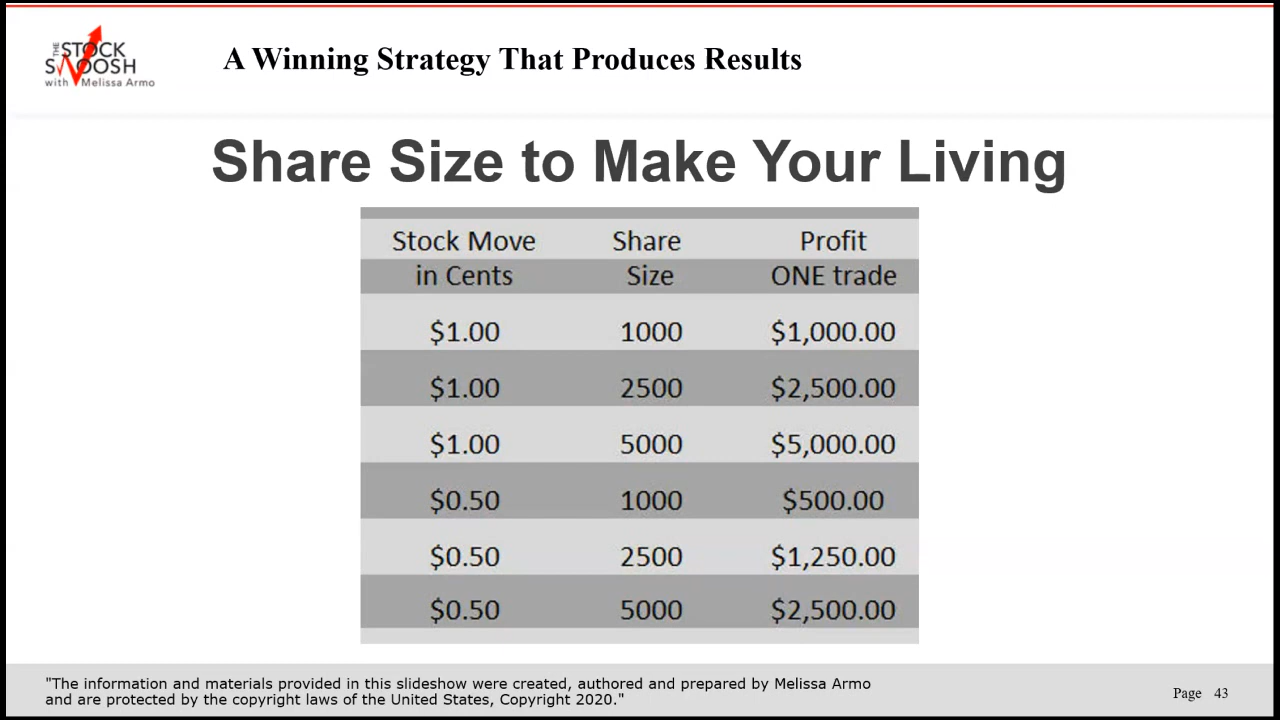 THE STOCK
SWOOSH
with Melissa Armo
A Winning Strategy That Produces Results
Share Size to Make Your Living
Stock Move Share Profit
in Cents Size ONE trade
$1.00 1000 $1,000.00
$1.00 2500 $2,500.00
$1.00 5000 $5,000.00
$0.50 1000 $500.00
$0.50 2500 $1,250.00
$0.50 5000 $2,500.00
"The information and materials provided in this slideshow were created, authored and prepared by Melissa Armo
and are protected by the copyright laws of the United States, Copyright 2020."
Page 43